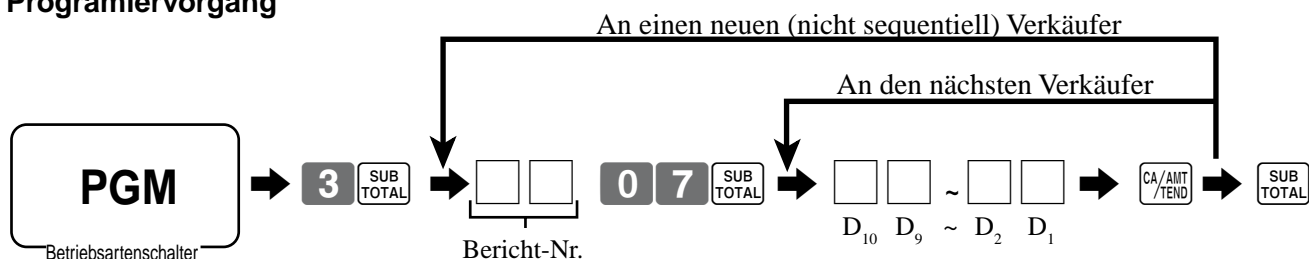 Programiervorgang
An einen neuen (nicht sequentiell) Verkäufer
An den nächsten Verkäufer
PGM 3 SUB TOTAL 0 7 SUB TOTAL ~ CA/AMT TEND SUB TOTAL
D10 D9 ~ D2 D1
Betriebsartenschalter Bericht-Nr.